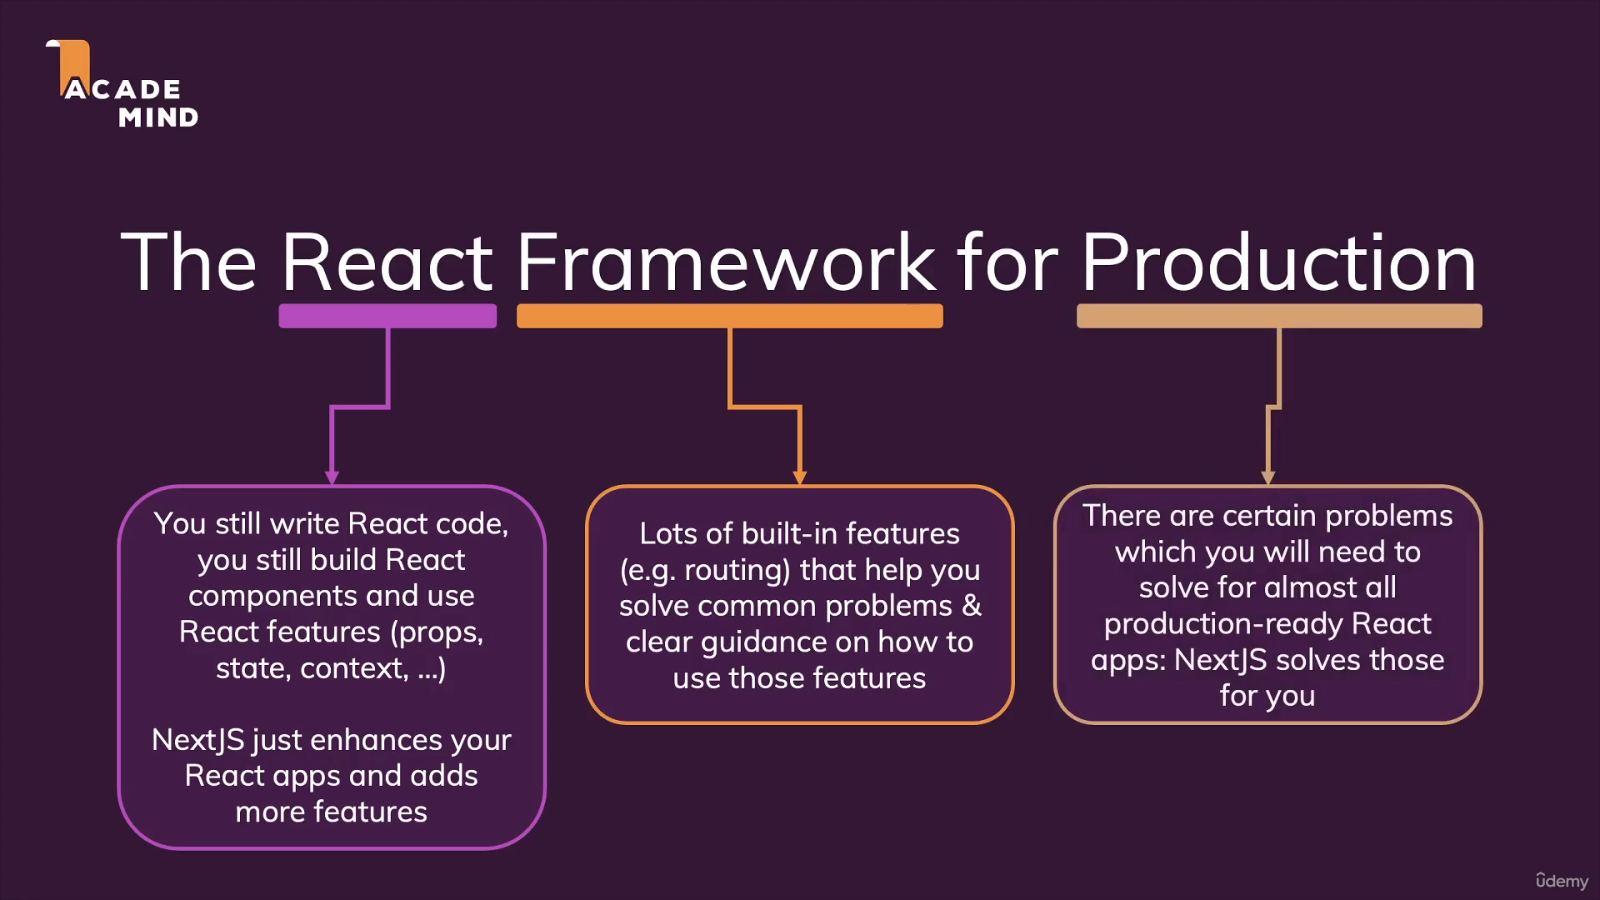 ACADE
MIND
The React Framework for Production
You still write React code,
you still build React
components and use
React features (props,
state, context, ...)
NextJS just enhances your
React apps and adds
more features
Lots of built-in features
(e.g. routing) that help you
solve common problems &
clear guidance on how to
use those features
There are certain problems
which you will need to
solve for almost all
production-ready React
apps: NextJS solves those
for you
ûdemy